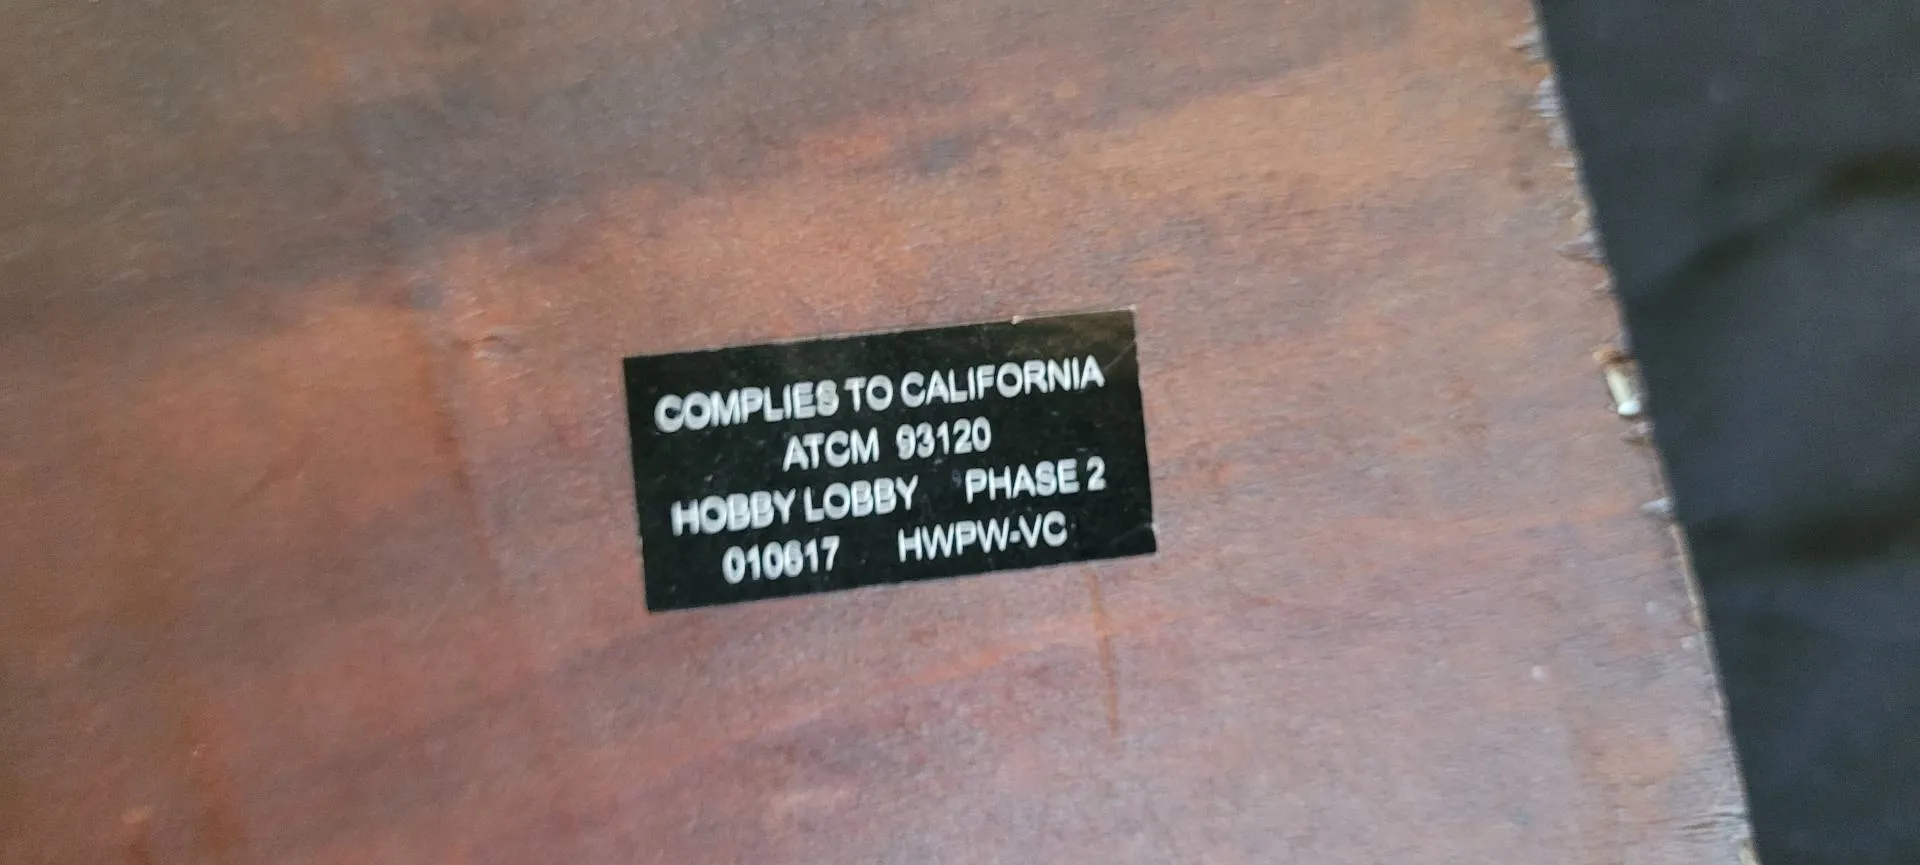 COMPLIES TO CALIFORNIA
ATCM 93120
HOBBY LOBBY PHASE 2
010617 HWPW-VC